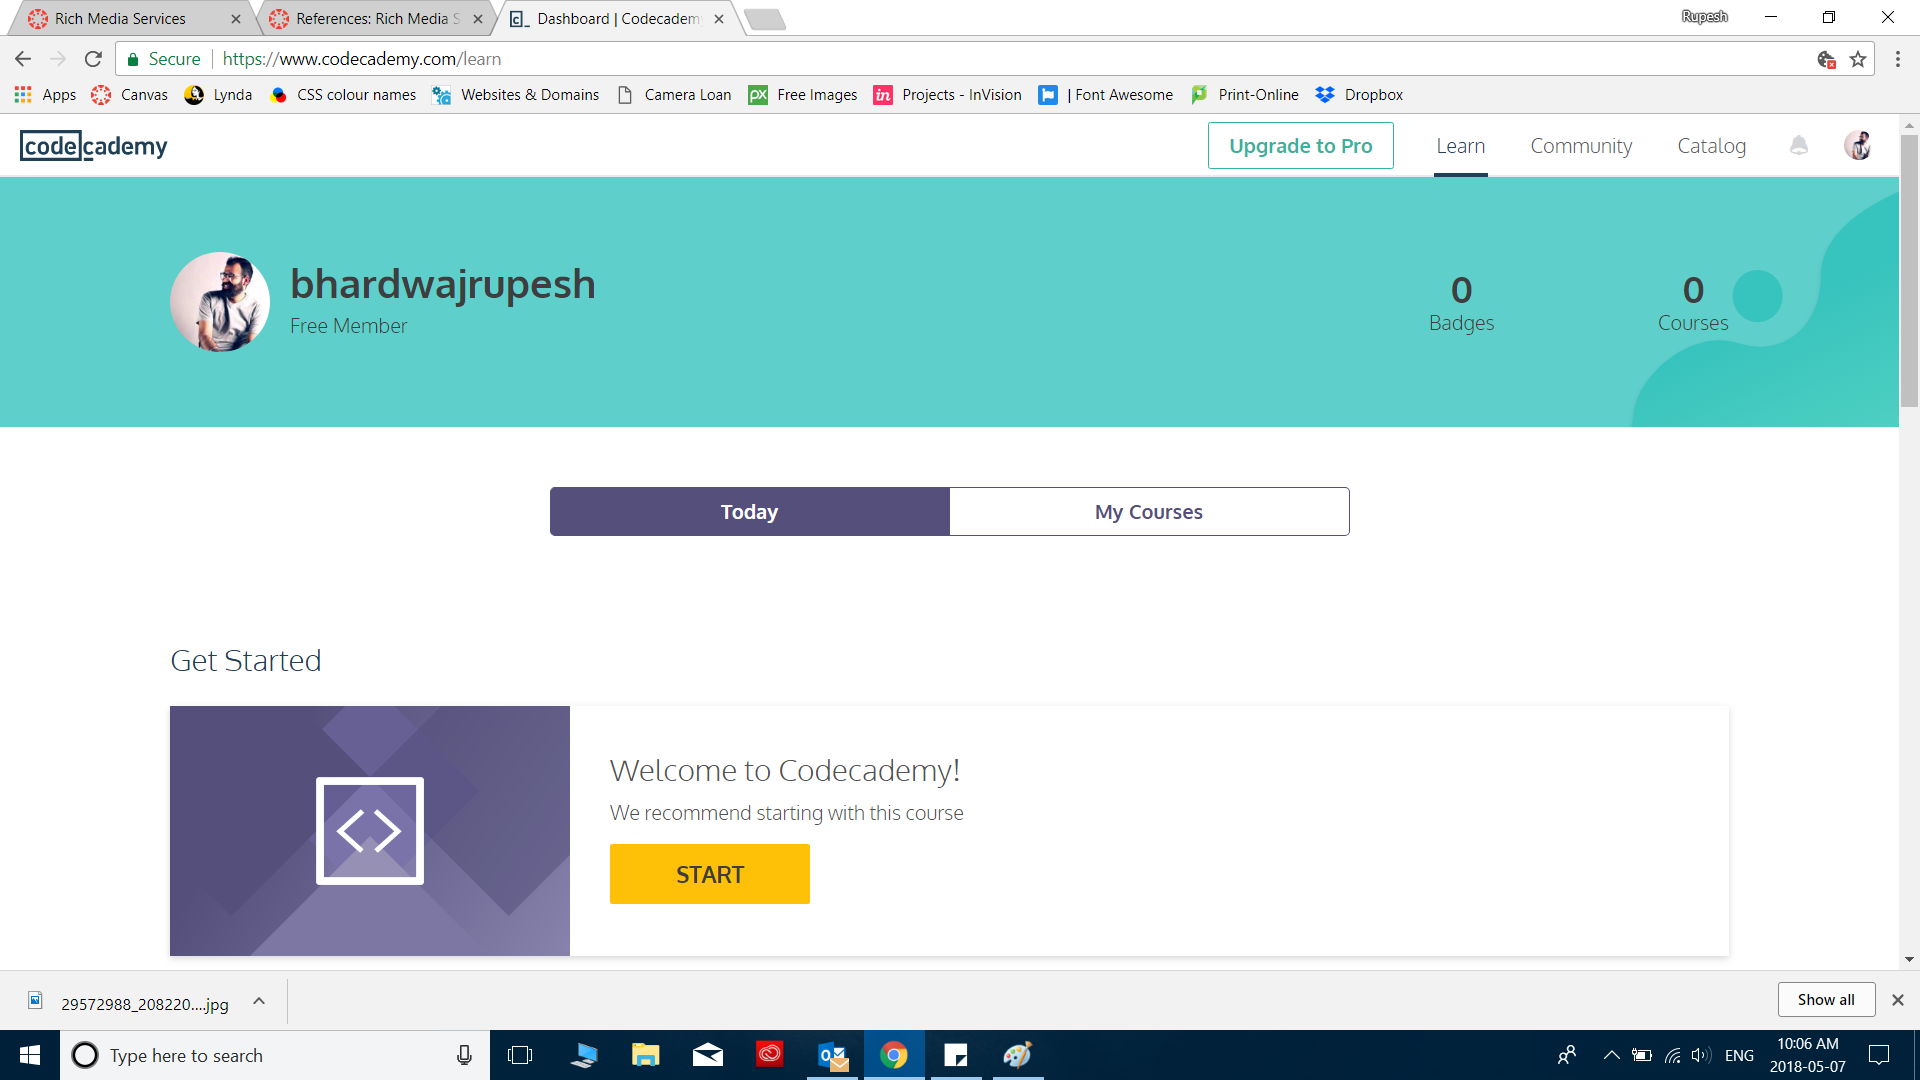 Rich Media Services
References: Rich Media S
Dashboard | Codecadem
Rupesh
Secure
https://www.codecademy.com/learn
Apps Canvas Lynda CSS colour names Websites & Domains Camera Loan px Free Images in Projects - InVision | Font Awesome Print-Online Dropbox
codecademy
Upgrade to Pro Learn Community Catalog
bhardwajrupesh
Free Member
0
Badges
0
Courses
Today My Courses
Get Started
Welcome to Codecademy!
We recommend starting with this course
START
29572988_208220....jpg
Show all
Type here to search
ENG
10:06 AM
2018-05-07